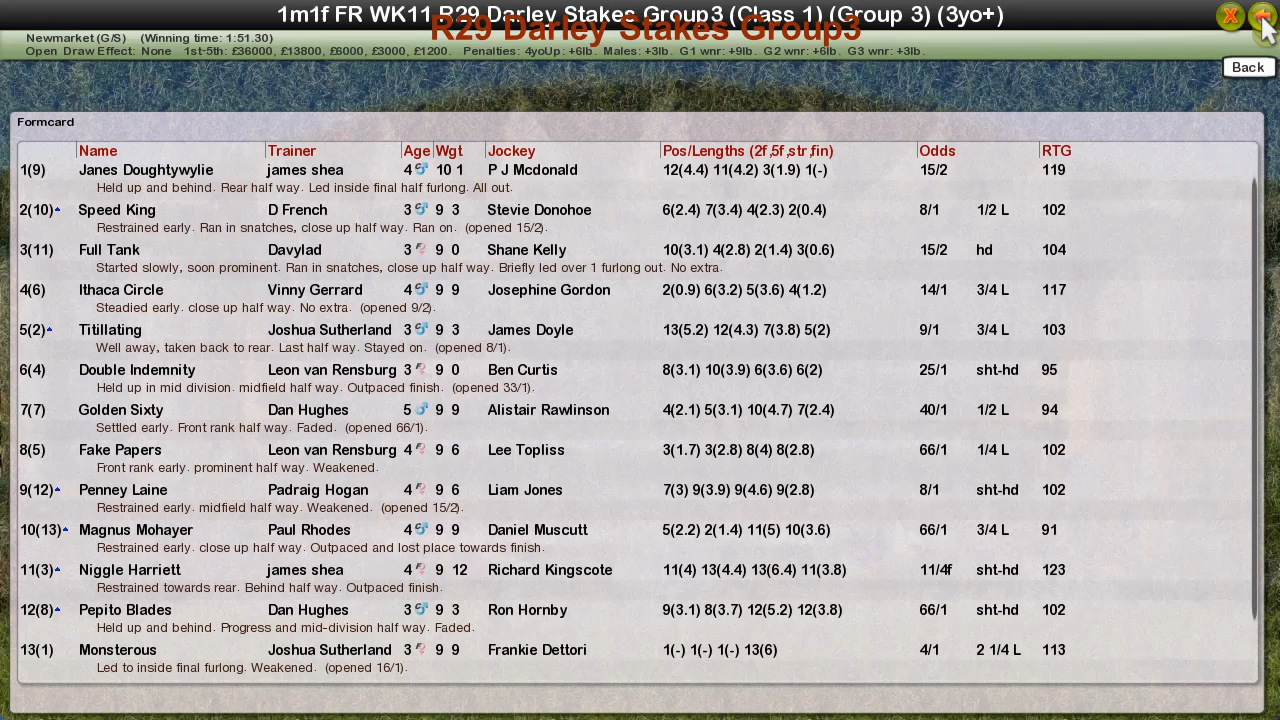 1m1f FR WK11 R29 Darley Stakes Group3 (Class 1) (Group 3) (3yo+)
R29 Darley Stakes Group3
Newmarket (G/S) (Winning time: 1:51.30)
Open Draw Effect: None 1st-5th: £36000, £13800, £6000, £3000, £1200. Penalties: 4yoUp: +6lb. Males: +3lb. G1 wnr: +9lb. G2 wnr: +6lb. G3 wnr: +3lb.
X
Back
Formcard
Name Trainer Age Wgt Jockey Pos/Lengths (2f,5f,str,fin) Odds RTG
1(9) Janes Doughtywylie james shea 4 10 1 P J Mcdonald 12(4.4) 11(4.2) 3(1.9) 1(-) 15/2 119
Held up and behind. Rear half way. Led inside final half furlong. All out.
2(10) Speed King D French 3 9 3 Stevie Donohoe 6(2.4) 7(3.4) 4(2.3) 2(0.4) 8/1 1/2 L 102
Restrained early. Ran in snatches, close up half way. Ran on. (opened 15/2).
3(11) Full Tank Davylad 3 9 0 Shane Kelly 10(3.1) 4(2.8) 2(1.4) 3(0.6) 15/2 hd 104
Started slowly, soon prominent. Ran in snatches, close up half way. Briefly led over 1 furlong out. No extra.
4(6) Ithaca Circle Vinny Gerrard 4 9 9 Josephine Gordon 2(0.9) 6(3.2) 5(3.6) 4(1.2) 14/1 3/4 L 117
Steadied early. close up half way. No extra. (opened 9/2).
5(2) Titillating Joshua Sutherland 3 9 3 James Doyle 13(5.2) 12(4.3) 7(3.8) 5(2) 9/1 3/4 L 103
Well away, taken back to rear. Last half way. Stayed on. (opened 8/1).
6(4) Double Indemnity Leon van Rensburg 3 9 0 Ben Curtis 8(3.1) 10(3.9) 6(3.6) 6(2) 25/1 sht-hd 95
Held up in mid division. midfield half way. Outpaced finish. (opened 33/1).
7(7) Golden Sixty Dan Hughes 5 9 9 Alistair Rawlinson 4(2.1) 5(3.1) 10(4.7) 7(2.4) 40/1 1/2 L 94
Settled early. Front rank half way. Faded. (opened 66/1).
8(5) Fake Papers Leon van Rensburg 4 9 6 Lee Topliss 3(1.7) 3(2.8) 8(4) 8(2.8) 66/1 1/4 L 102
Front rank early. prominent half way. Weakened.
9(12) Penney Laine Padraig Hogan 4 9 6 Liam Jones 7(3) 9(3.9) 9(4.6) 9(2.8) 8/1 sht-hd 102
Restrained early. midfield half way. Weakened. (opened 15/2).
10(13) Magnus Mohayer Paul Rhodes 4 9 9 Daniel Muscutt 5(2.2) 2(1.4) 11(5) 10(3.6) 66/1 3/4 L 91
Restrained early. close up half way. Outpaced and lost place towards finish.
11(3) Niggle Harriett james shea 4 9 12 Richard Kingscote 11(4) 13(4.4) 13(6.4) 11(3.8) 11/4f sht-hd 123
Restrained towards rear. Behind half way. Outpaced finish.
12(8) Pepito Blades Dan Hughes 3 9 3 Ron Hornby 9(3.1) 8(3.7) 12(5.2) 12(3.8) 66/1 sht-hd 102
Held up and behind. Progress and mid-division half way. Faded.
13(1) Monsterous Joshua Sutherland 3 9 9 Frankie Dettori 1(-) 1(-) 1(-) 13(6) 4/1 2 1/4 L 113
Led to inside final furlong. Weakened. (opened 16/1).